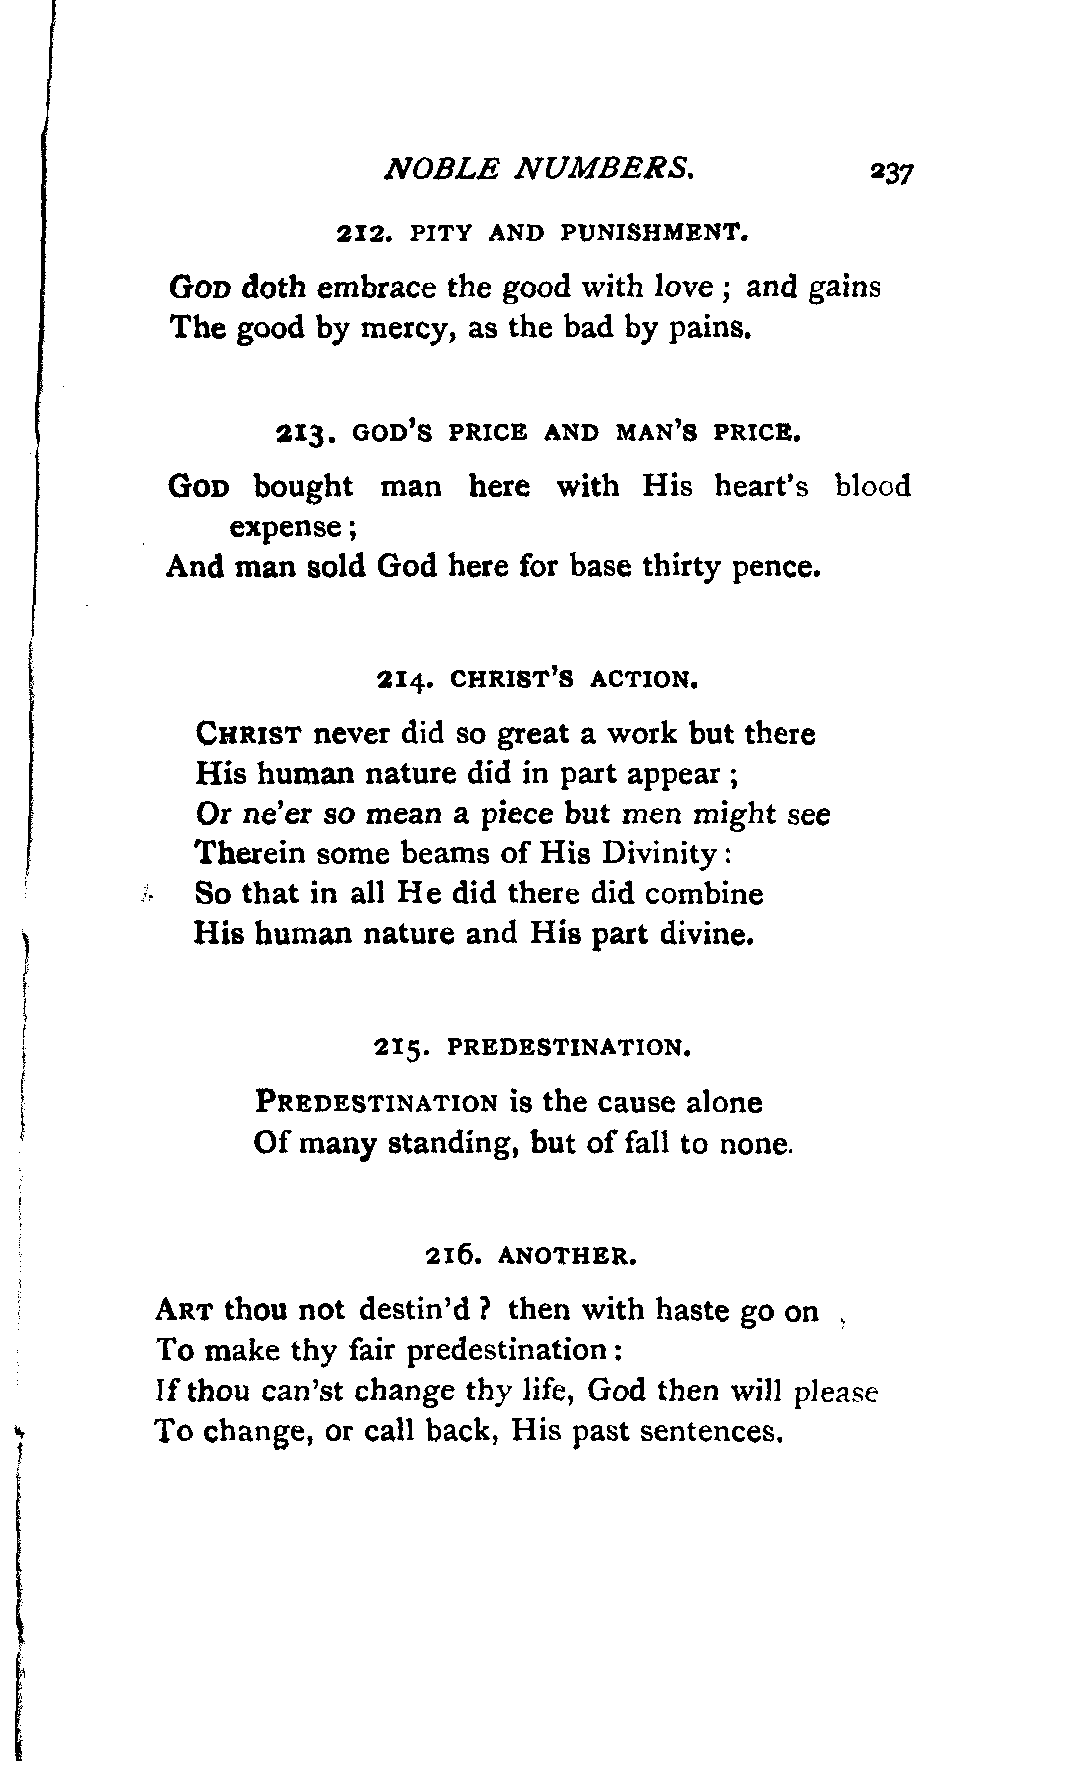 NOBLE NUMBERS. 237
212. PITY AND PUNISHMENT.
GOD doth embrace the good with love ; and gains
The good by mercy, as the bad by pains.
213. GOD'S PRICE AND MAN'S PRICE.
GOD bought man here with His heart's blood
expense ;
And man sold God here for base thirty pence.
214. CHRIST'S ACTION.
CHRIST never did so great a work but there
His human nature did in part appear ;
Or ne'er so mean a piece but men might see
Therein some beams of His Divinity :
So that in all He did there did combine
His human nature and His part divine.
215. PREDESTINATION.
PREDESTINATION is the cause alone
Of many standing, but of fall to none.
216. ANOTHER.
ART thou not destin'd ? then with haste go on
To make thy fair predestination :
If thou can'st change thy life, God then will please
To change, or call back, His past sentences.